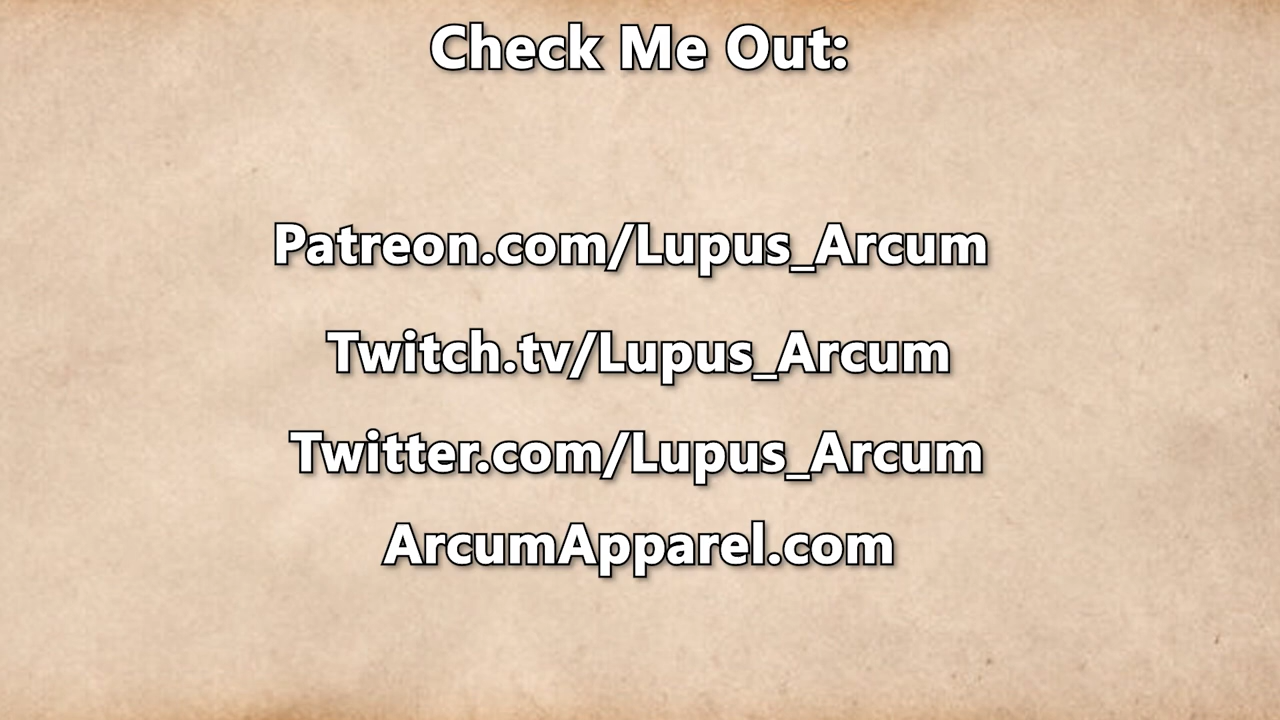 Check Me Out:
Patreon.com/Lupus_Arcum
Twitch.tv/Lupus_Arcum
Twitter.com/Lupus_Arcum
ArcumApparel.com